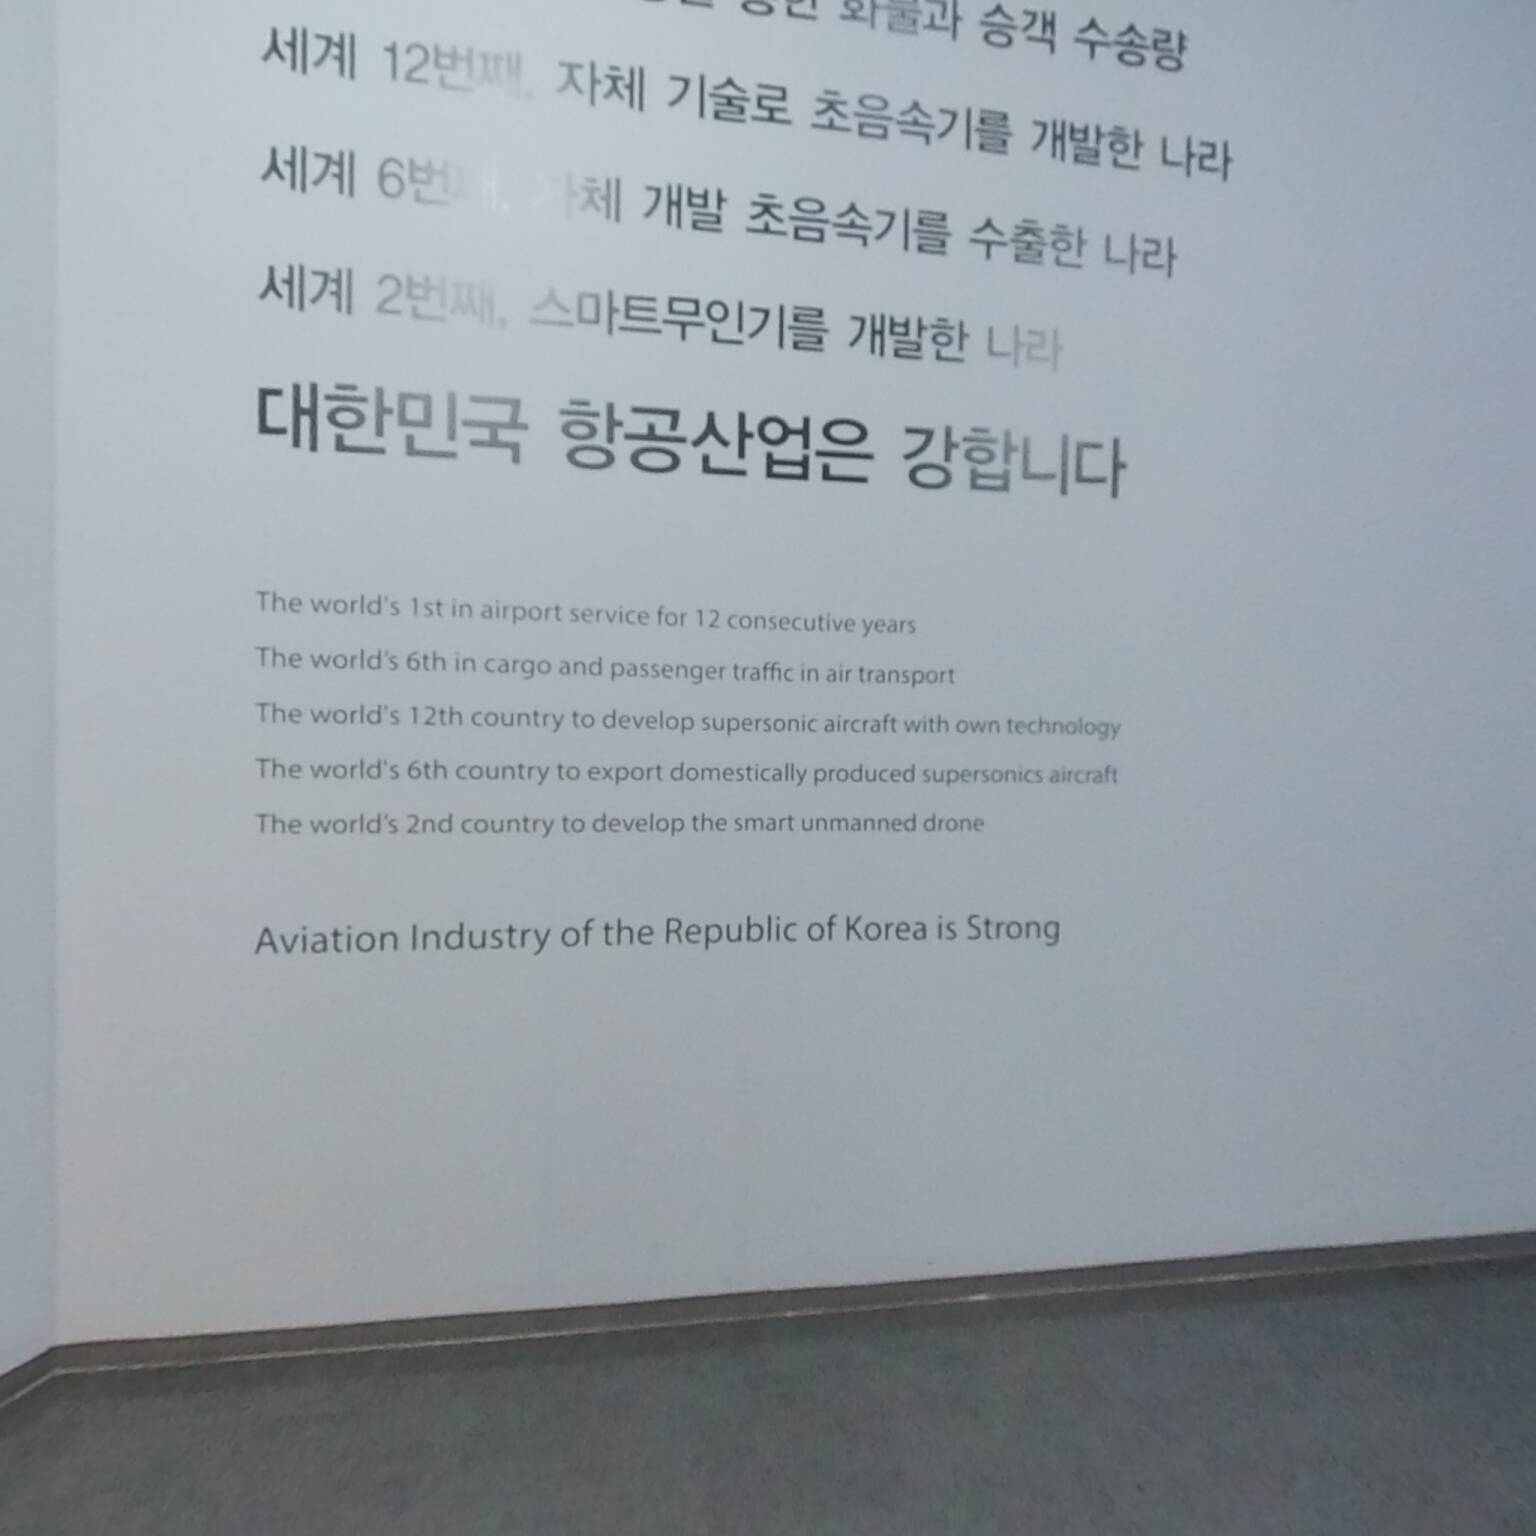 화물과 승객 수송량
세계 12번째, 자체 기술로 초음속기를 개발한 나라
세계 6번째, 자체 개발 초음속기를 수출한 나라
세계 2번째, 스마트무인기를 개발한 나라
대한민국 항공산업은 강합니다
The world's 1st in airport service for 12 consecutive years
The world's 6th in cargo and passenger traffic in air transport
The world's 12th country to develop supersonic aircraft with own technology
The world's 6th country to export domestically produced supersonics aircraft
The world's 2nd country to develop the smart unmanned drone
Aviation Industry of the Republic of Korea is Strong